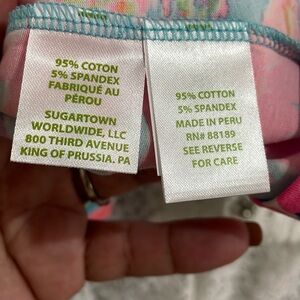 95% COTON
5% SPANDEX
FABRIQUÉ AU
PÉROU
SUGARTOWN
WORLDWIDE, LLC
800 THIRD AVENUE
KING OF PRUSSIA, PA
95% COTTON
5% SPANDEX
MADE IN PERU
RN# 88189
SEE REVERSE
FOR CARE